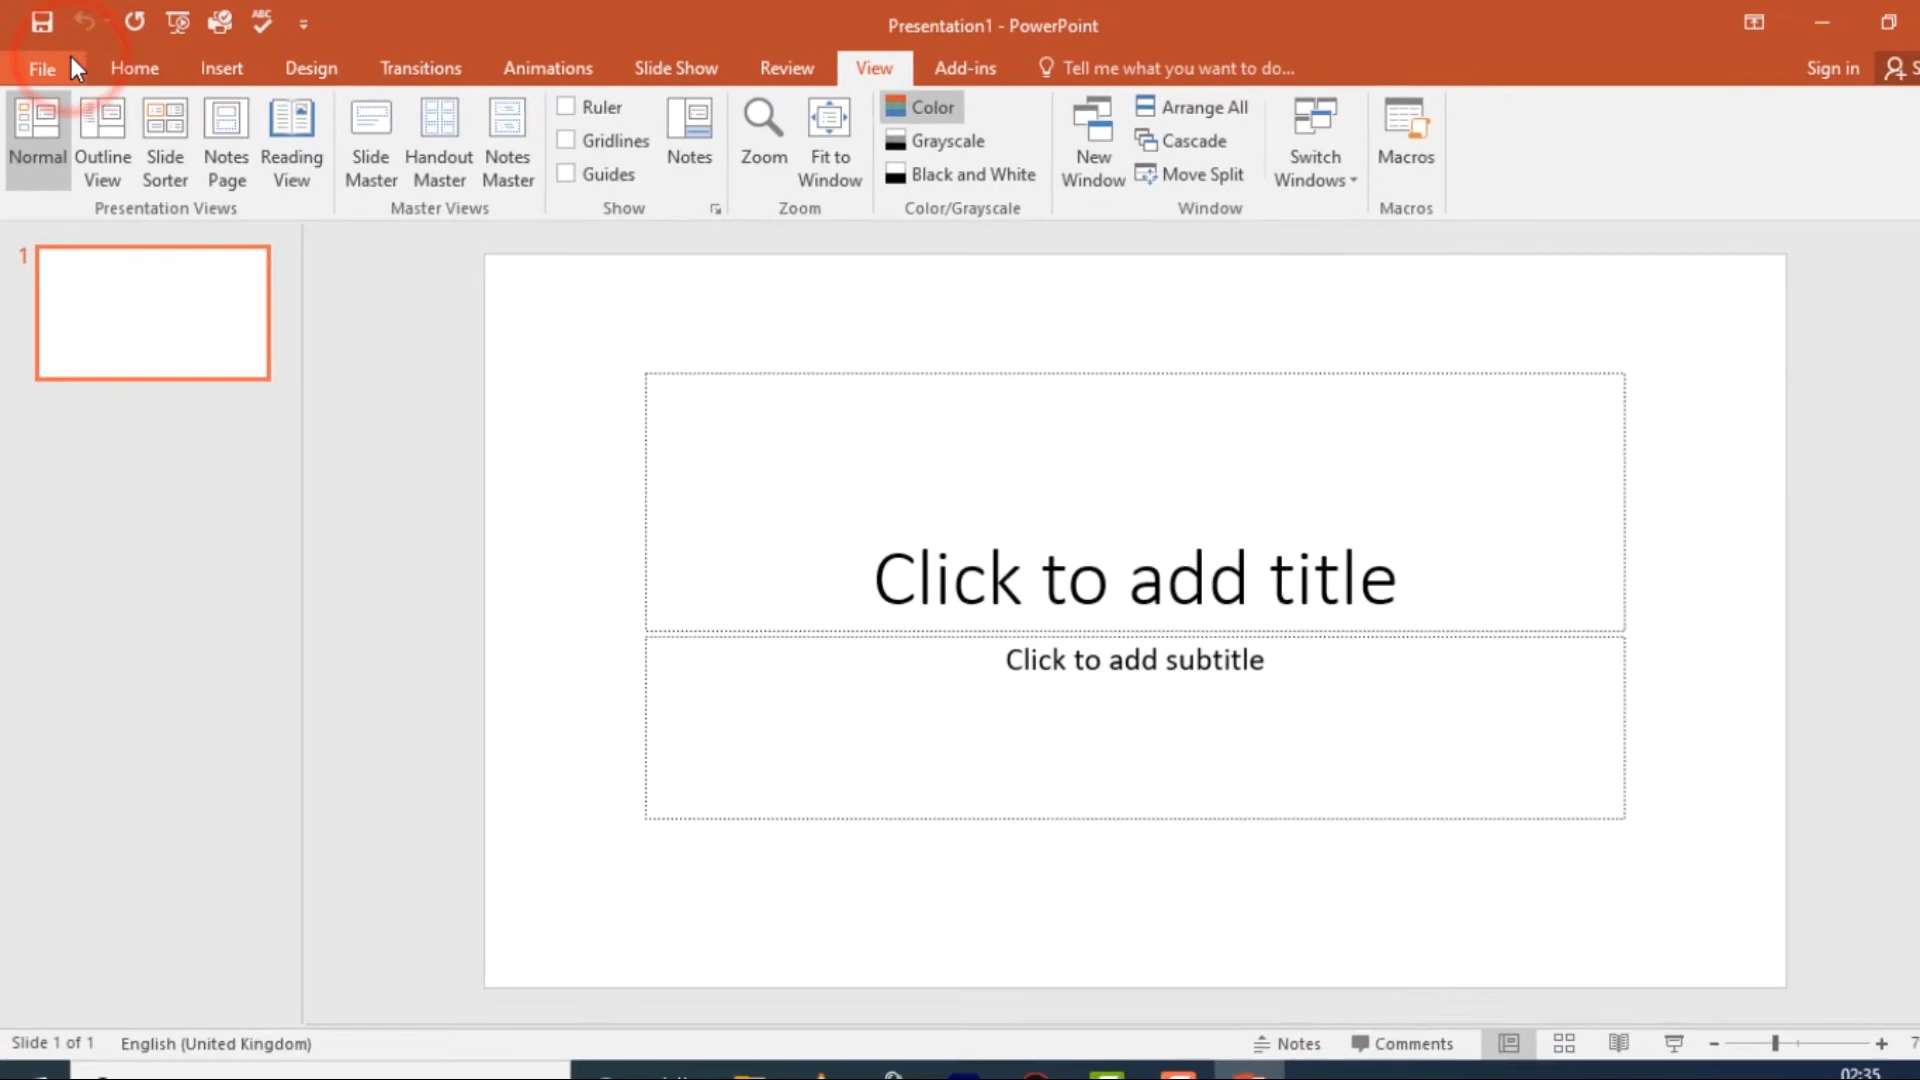 Presentation1 - PowerPoint
File Home Insert Design Transitions Animations Slide Show Review View Add-ins Tell me what you want to do... Sign in
Normal
Outline
View
Slide
Sorter
Notes
Page
Reading
View
Presentation Views
Slide
Master
Handout
Master
Notes
Master
Master Views
Ruler
Gridlines
Guides
Show
Notes
Zoom
Fit to
Window
Zoom
Color
Grayscale
Black and White
Color/Grayscale
New
Window
Arrange All
Cascade
Move Split
Switch
Windows
Window
Macros
Macros
1
Click to add title
Click to add subtitle
Slide 1 of 1 English (United Kingdom) Notes Comments
02:35